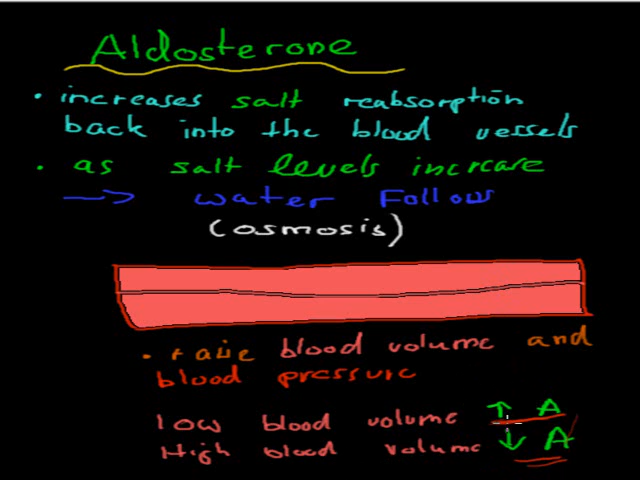 Aldosterone
• increases salt reabsorption
back into the blood vessels
• as salt levels increase
—> water Follows
(osmosis)
• raise blood volume and
blood pressure
Low blood volume ↑ A
High blood volume ↓ A